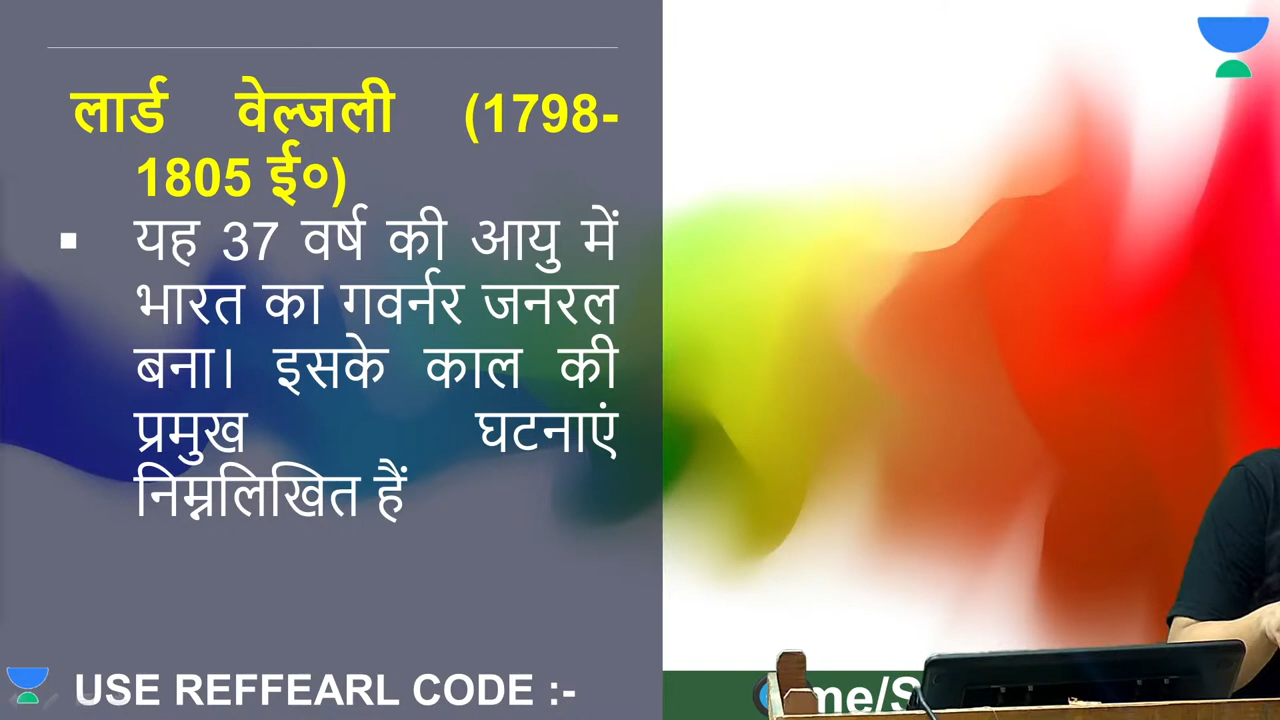 लार्ड वेल्जली (1798-
1805 ई०)
▪ यह 37 वर्ष की आयु में
भारत का गवर्नर जनरल
बना। इसके काल की
प्रमुख घटनाएं
निम्नलिखित हैं
USE REFFEARL CODE :-
me/S